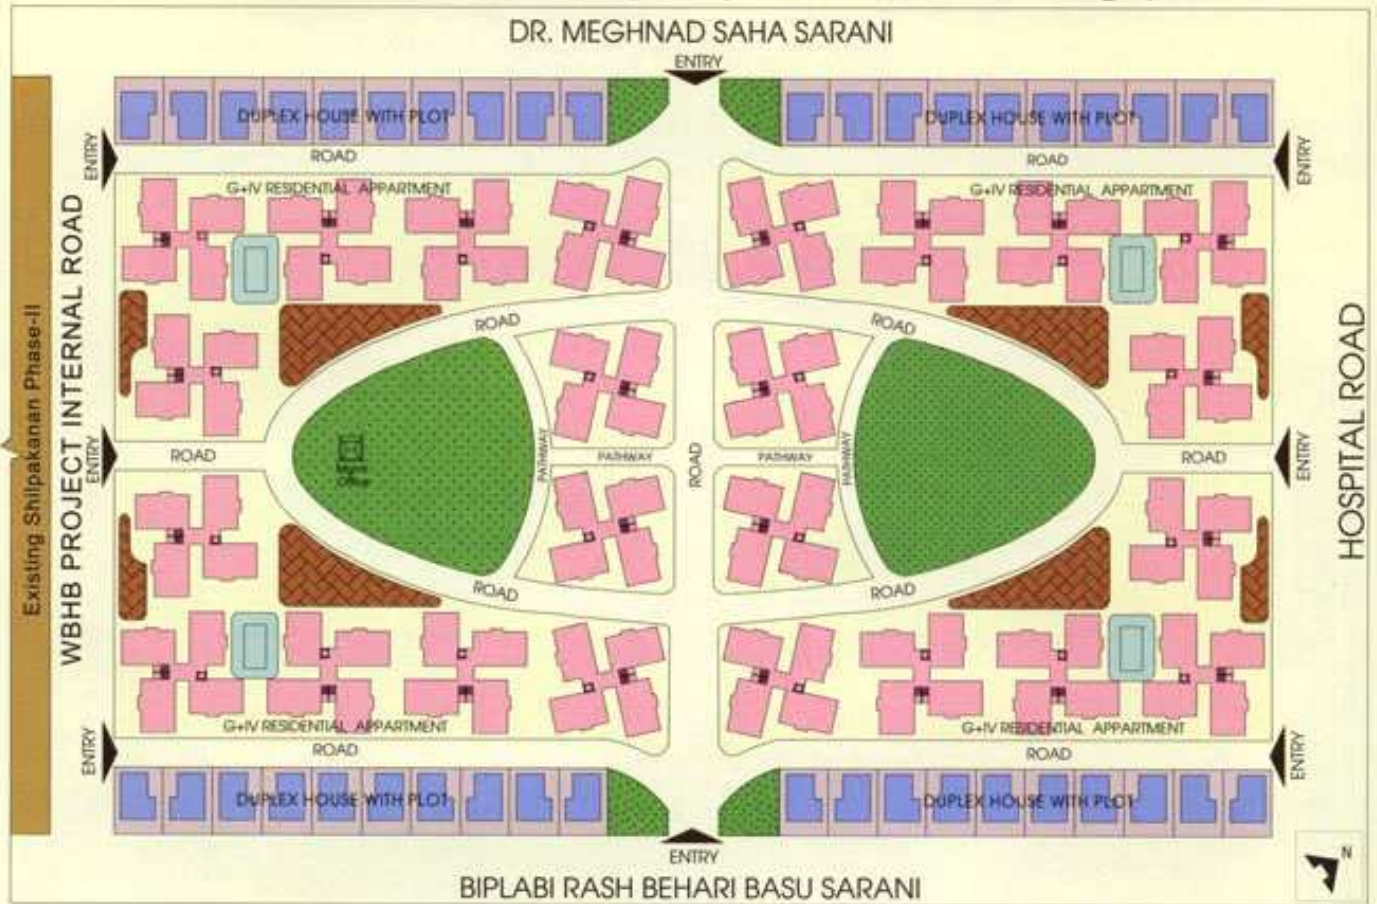 DR. MEGHNAD SAHA SARANI
ENTRY
DUPLEX HOUSE WITH PLOT
DUPLEX HOUSE WITH PLOT
ENTRY
ROAD
ROAD
ENTRY
G+IV RESIDENTIAL APPARTMENT
G+IV RESIDENTIAL APPARTMENT
Existing Shilpakanan Phase-II
WBHB PROJECT INTERNAL ROAD
HOSPITAL ROAD
ROAD
ROAD
ENTRY
ROAD
Mgmt
Office
PATHWAY
PATHWAY
ROAD
PATHWAY
PATHWAY
ROAD
ENTRY
ROAD
ROAD
G+IV RESIDENTIAL APPARTMENT
G+IV RESIDENTIAL APPARTMENT
ENTRY
ROAD
ROAD
ENTRY
DUPLEX HOUSE WITH PLOT
DUPLEX HOUSE WITH PLOT
ENTRY
BIPLABI RASH BEHARI BASU SARANI
N